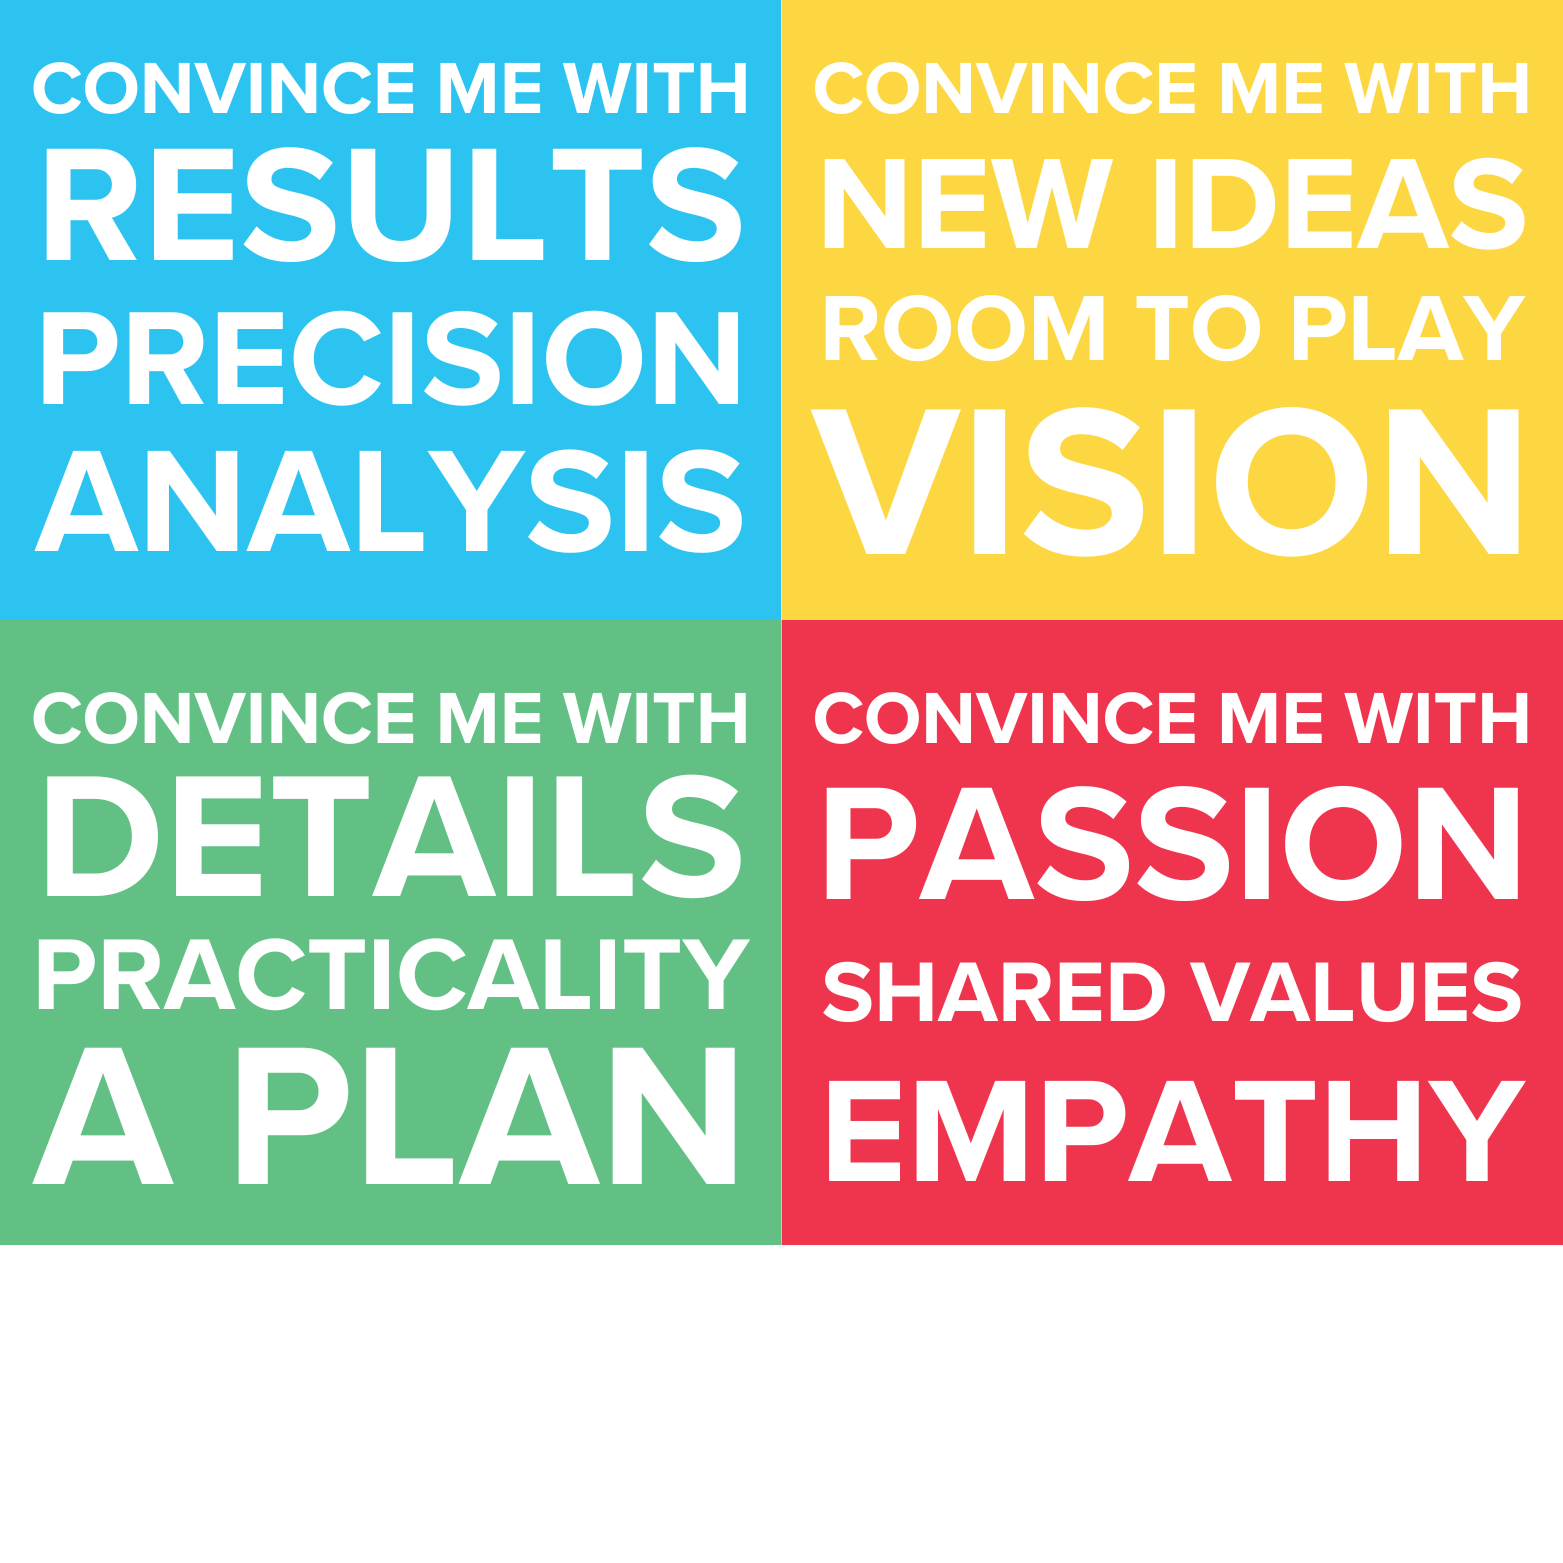 CONVINCE ME WITH
RESULTS
PRECISION
ANALYSIS
CONVINCE ME WITH
NEW IDEAS
ROOM TO PLAY
VISION
CONVINCE ME WITH
DETAILS
PRACTICALITY
A PLAN
CONVINCE ME WITH
PASSION
SHARED VALUES
EMPATHY